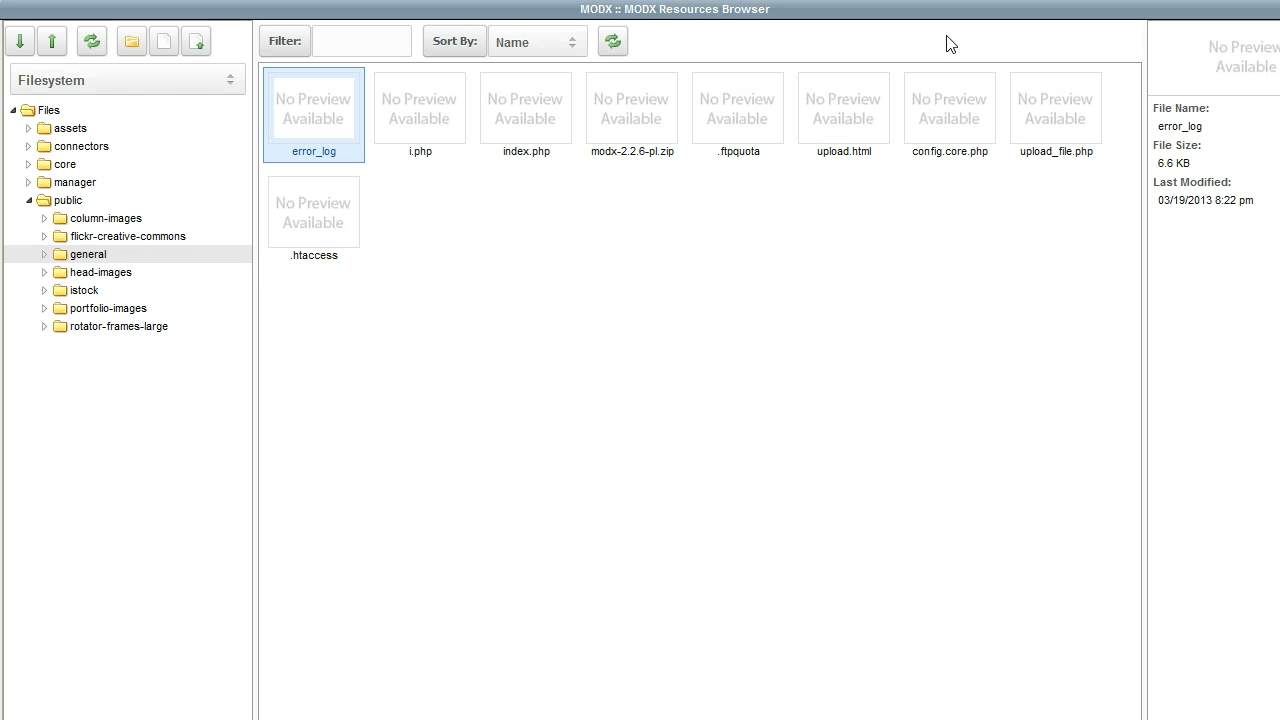 MODX :: MODX Resources Browser
Filter:
Sort By:
Name
Filesystem
Files
assets
connectors
core
manager
public
column-images
flickr-creative-commons
general
head-images
istock
portfolio-images
rotator-frames-large
No Preview
Available
error_log
No Preview
Available
i.php
No Preview
Available
index.php
No Preview
Available
modx-2.2.6-pl.zip
No Preview
Available
.ftpquota
No Preview
Available
upload.html
No Preview
Available
config.core.php
No Preview
Available
upload_file.php
No Preview
Available
.htaccess
No Preview
Available
File Name:
error_log
File Size:
6.6 KB
Last Modified:
03/19/2013 8:22 pm